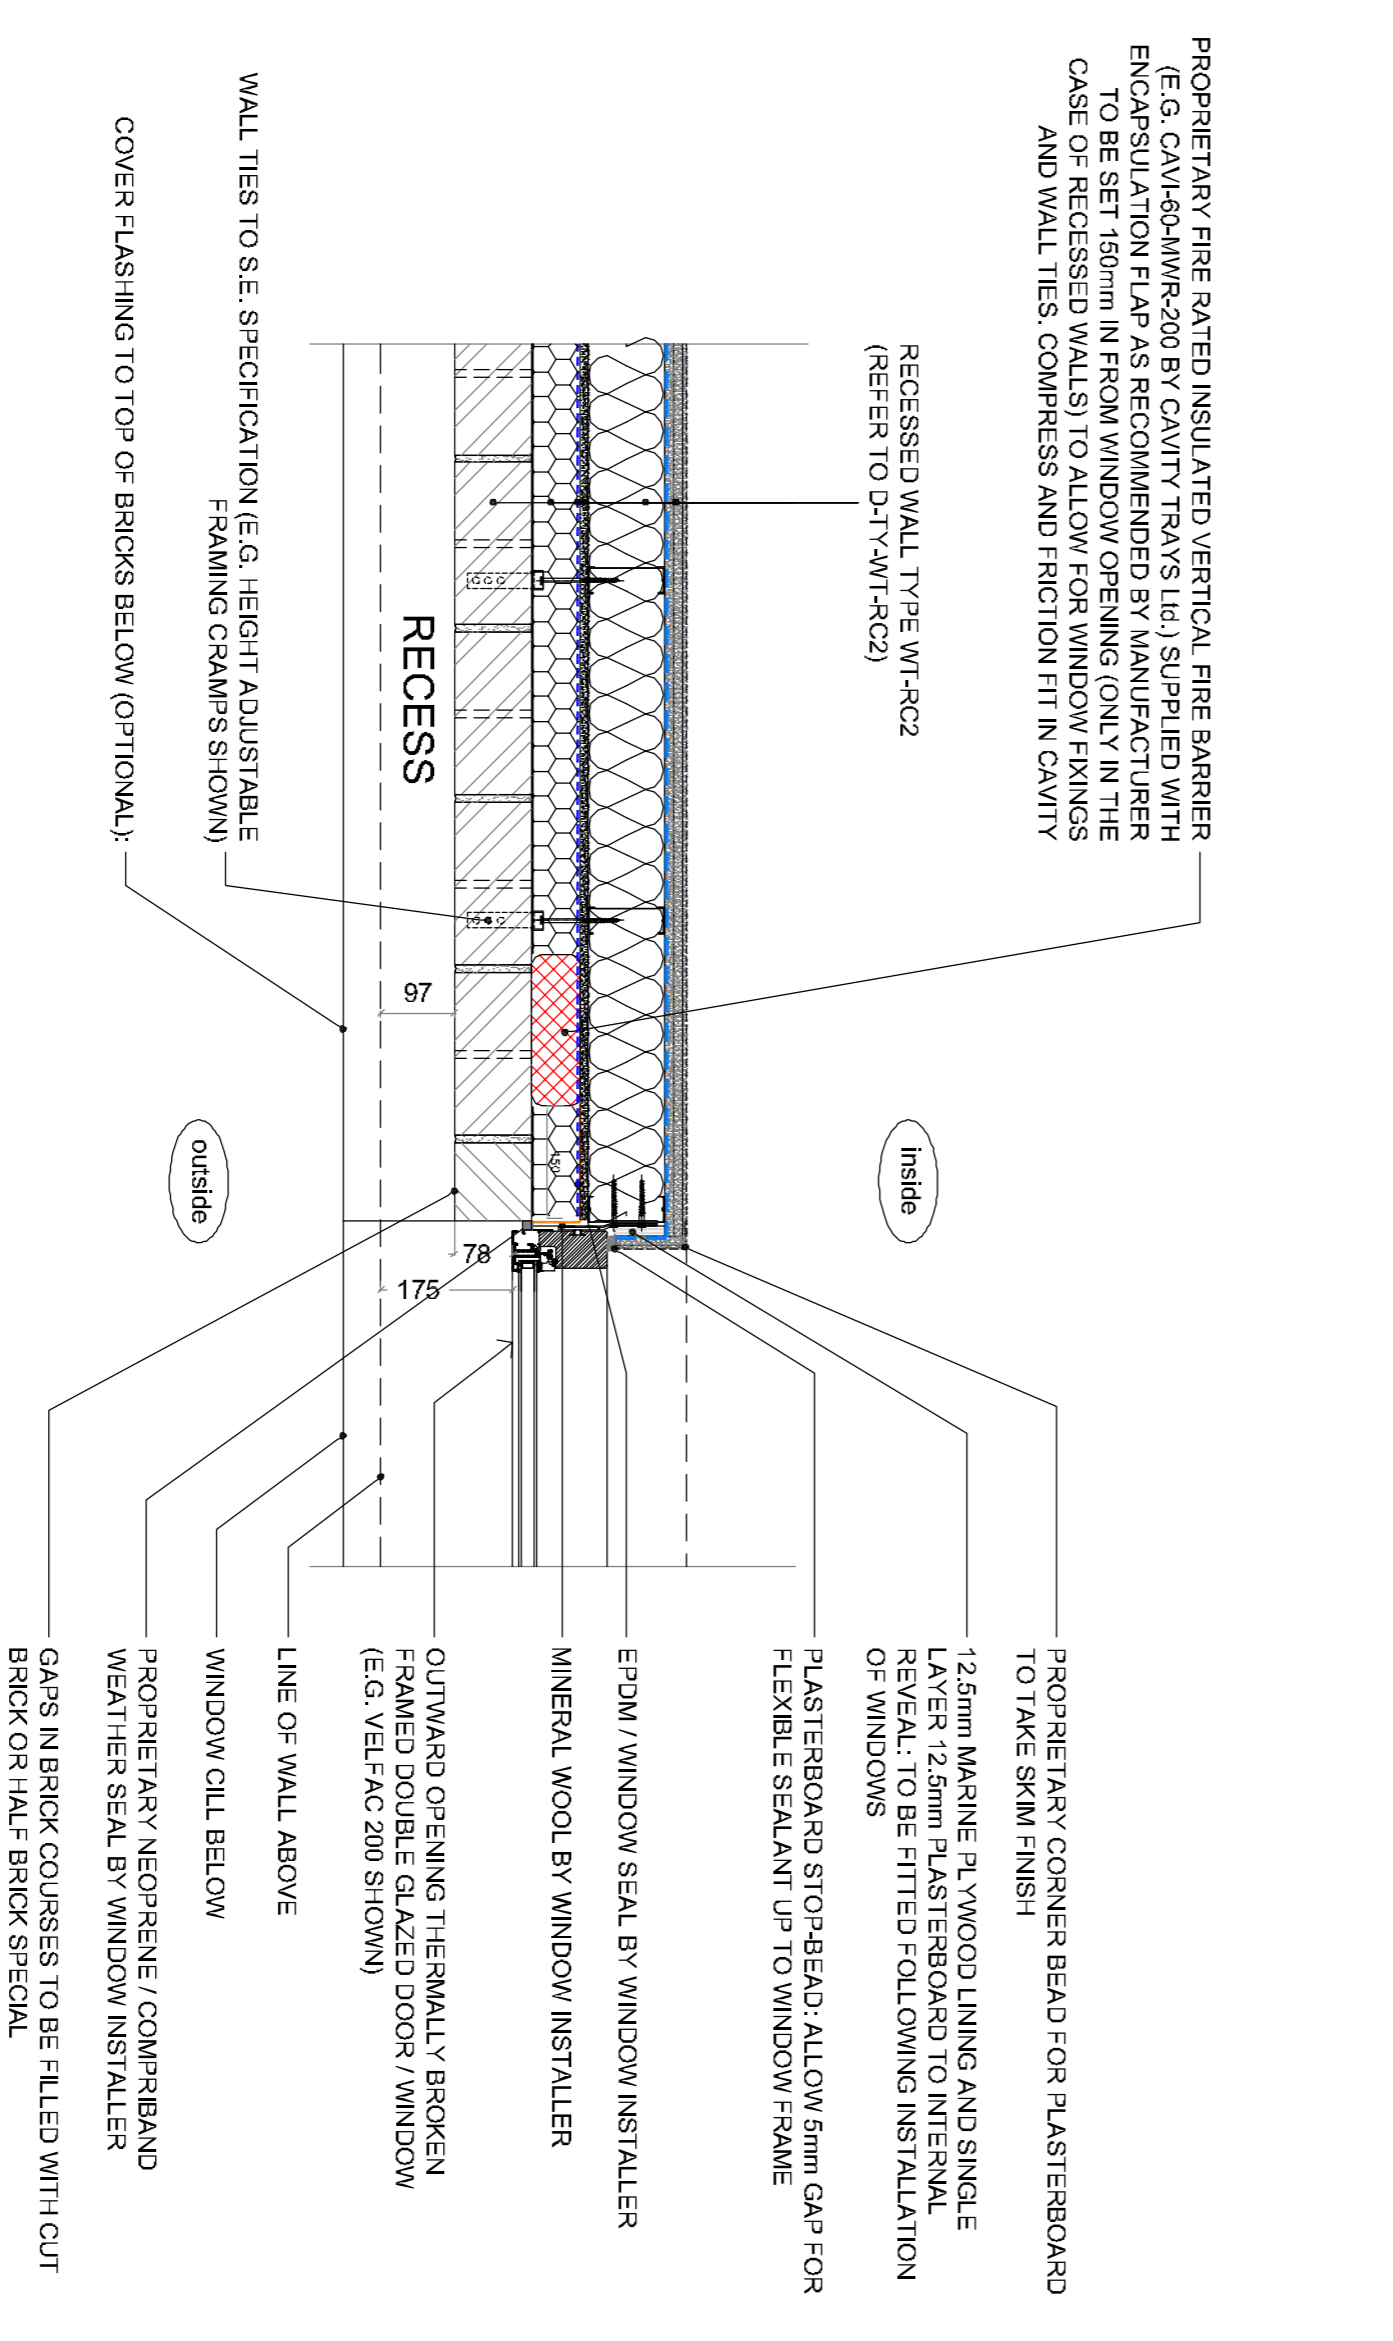 PROPRIETARY FIRE RATED INSULATED VERTICAL FIRE BARRIER
(E.G. CAVI-60-MWR-200 BY CAVITY TRAYS Ltd.) SUPPLIED WITH
ENCAPSULATION FLAP AS RECOMMENDED BY MANUFACTURER
TO BE SET 150mm IN FROM WINDOW OPENING (ONLY IN THE
CASE OF RECESSED WALLS) TO ALLOW FOR WINDOW FIXINGS
AND WALL TIES. COMPRESS AND FRICTION FIT IN CAVITY
RECESSED WALL TYPE WT-RC2
(REFER TO D-TY-WT-RC2)
RECESS
WALL TIES TO S.E. SPECIFICATION (E.G. HEIGHT ADJUSTABLE
FRAMING CRAMPS SHOWN)
COVER FLASHING TO TOP OF BRICKS BELOW (OPTIONAL):
97
150
78
175
inside
outside
PROPRIETARY CORNER BEAD FOR PLASTERBOARD
TO TAKE SKIM FINISH
12.5mm MARINE PLYWOOD LINING AND SINGLE
LAYER 12.5mm PLASTERBOARD TO INTERNAL
REVEAL: TO BE FITTED FOLLOWING INSTALLATION
OF WINDOWS
PLASTERBOARD STOP-BEAD: ALLOW 5mm GAP FOR
FLEXIBLE SEALANT UP TO WINDOW FRAME
EPDM / WINDOW SEAL BY WINDOW INSTALLER
MINERAL WOOL BY WINDOW INSTALLER
OUTWARD OPENING THERMALLY BROKEN
FRAMED DOUBLE GLAZED DOOR / WINDOW
(E.G. VELFAC 200 SHOWN)
LINE OF WALL ABOVE
WINDOW CILL BELOW
PROPRIETARY NEOPRENE / COMPRIBAND
WEATHER SEAL BY WINDOW INSTALLER
GAPS IN BRICK COURSES TO BE FILLED WITH CUT
BRICK OR HALF BRICK SPECIAL